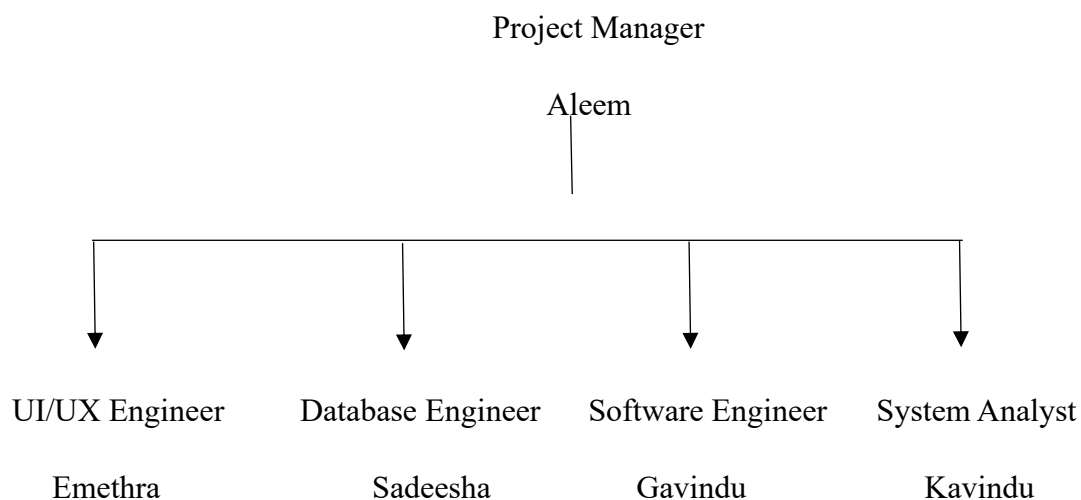 Project Manager
Aleem
UI/UX Engineer Database Engineer Software Engineer System Analyst
Emethra Sadeesha Gavindu Kavindu